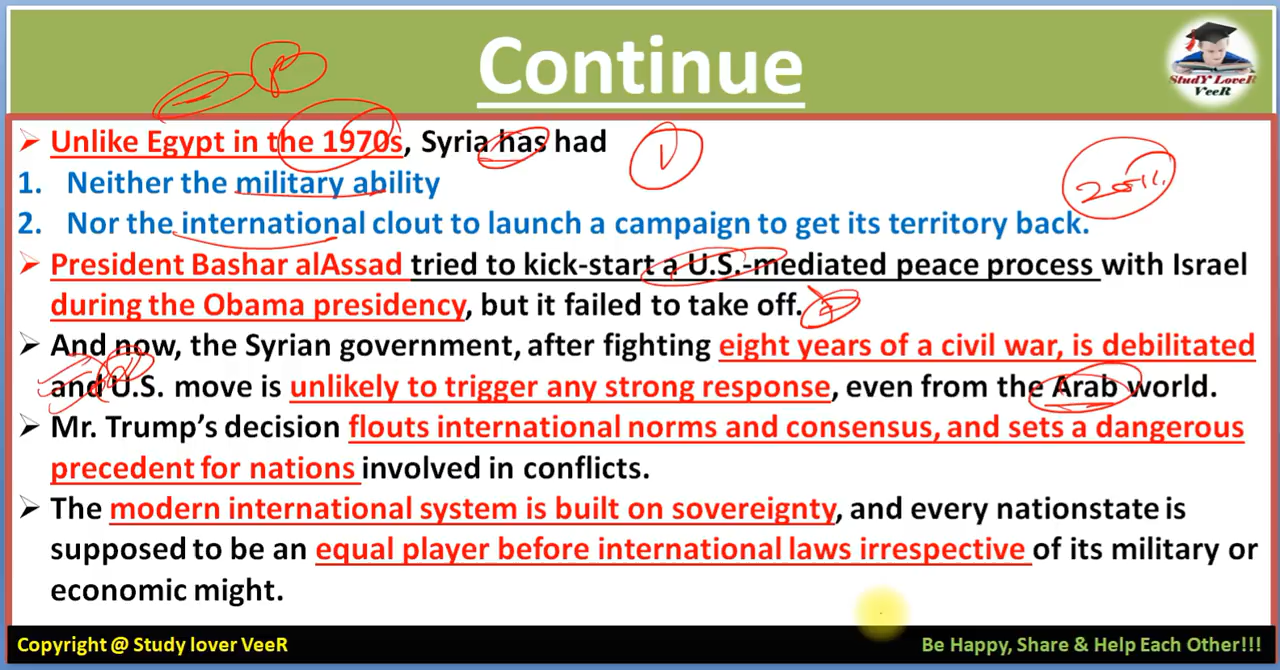 Continue
StudY LoveR
VeeR
➢ Unlike Egypt in the 1970s, Syria has had
1. Neither the military ability
2. Nor the international clout to launch a campaign to get its territory back.
➢ President Bashar alAssad tried to kick-start a U.S.-mediated peace process with Israel
during the Obama presidency, but it failed to take off.
➢ And now, the Syrian government, after fighting eight years of a civil war, is debilitated
and U.S. move is unlikely to trigger any strong response, even from the Arab world.
➢ Mr. Trump's decision flouts international norms and consensus, and sets a dangerous
precedent for nations involved in conflicts.
➢ The modern international system is built on sovereignty, and every nationstate is
supposed to be an equal player before international laws irrespective of its military or
economic might.
Copyright @ Study lover VeeR
Be Happy, Share & Help Each Other!!!